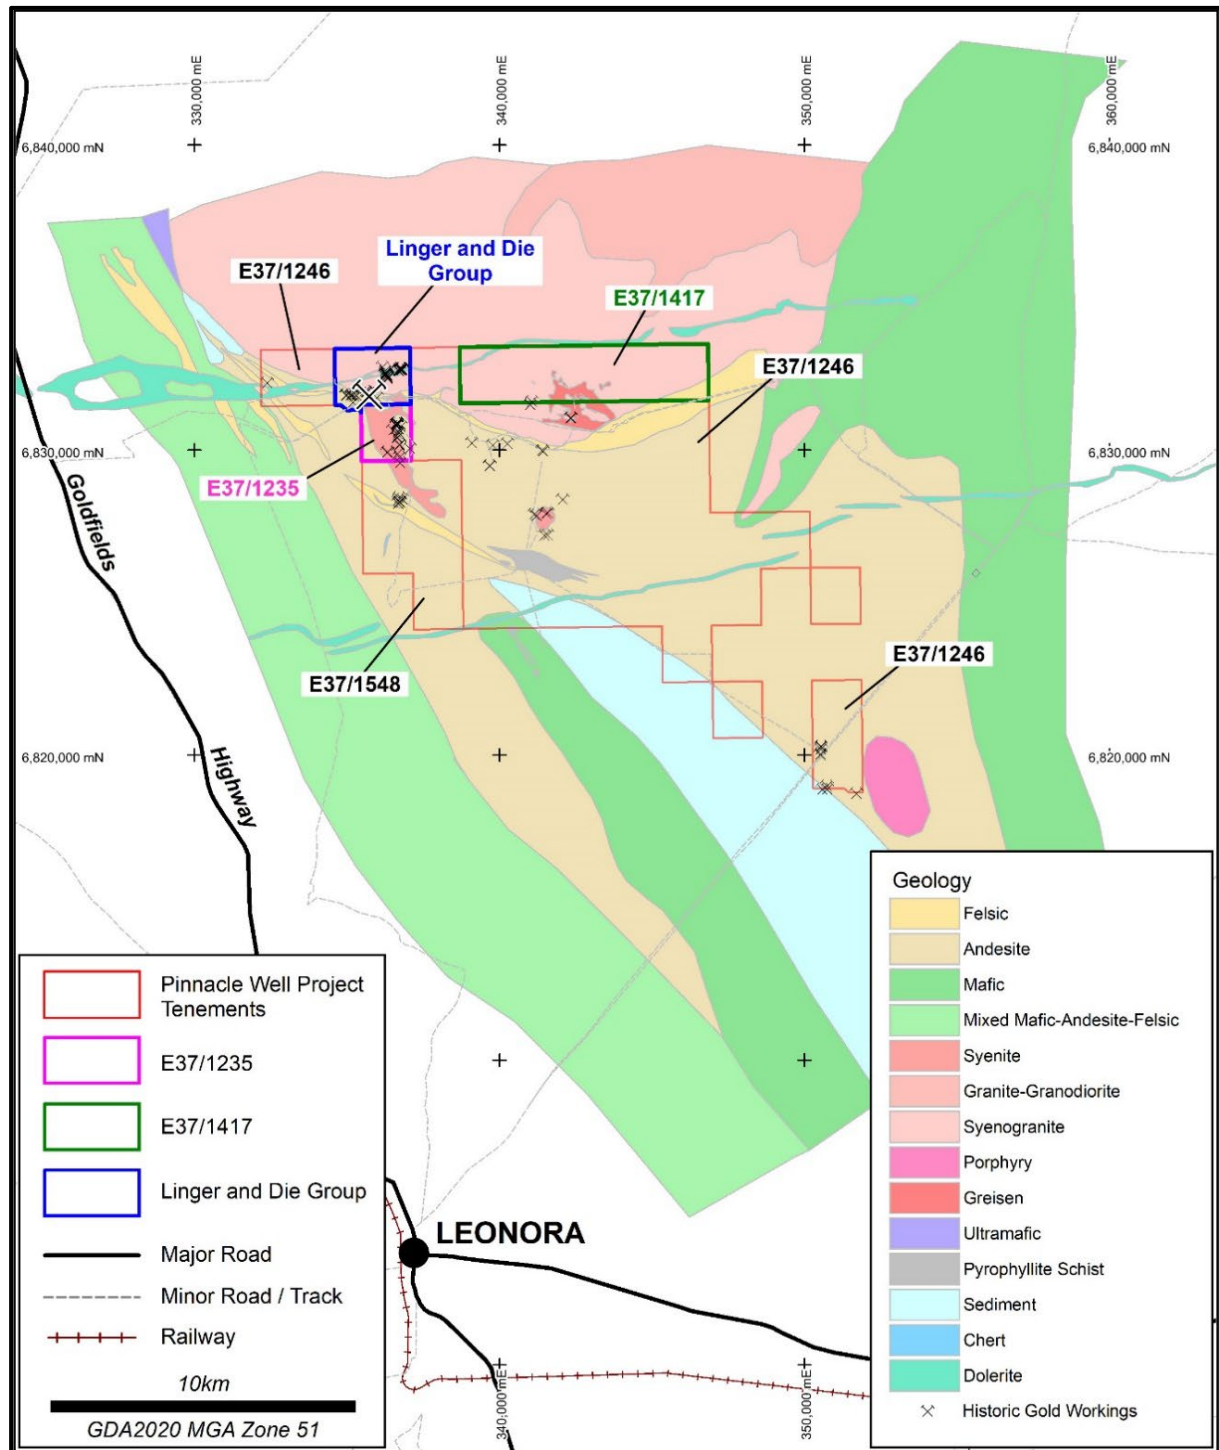 330,000 mE
340,000 mE
350,000 mE
360,000 mE
6,840,000 mN
6,840,000 mN
Linger and Die
Group
E37/1246
E37/1417
E37/1246
6,830,000 mN
6,830,000 mN
E37/1235
Goldfields
Highway
E37/1548
E37/1246
6,820,000 mN
6,820,000 mN
LEONORA
340,000 mE
350,000 mE
Pinnacle Well Project
Tenements
E37/1235
E37/1417
Linger and Die Group
Major Road
Minor Road / Track
Railway
10km
GDA2020 MGA Zone 51
Geology
Felsic
Andesite
Mafic
Mixed Mafic-Andesite-Felsic
Syenite
Granite-Granodiorite
Syenogranite
Porphyry
Greisen
Ultramafic
Pyrophyllite Schist
Sediment
Chert
Dolerite
Historic Gold Workings